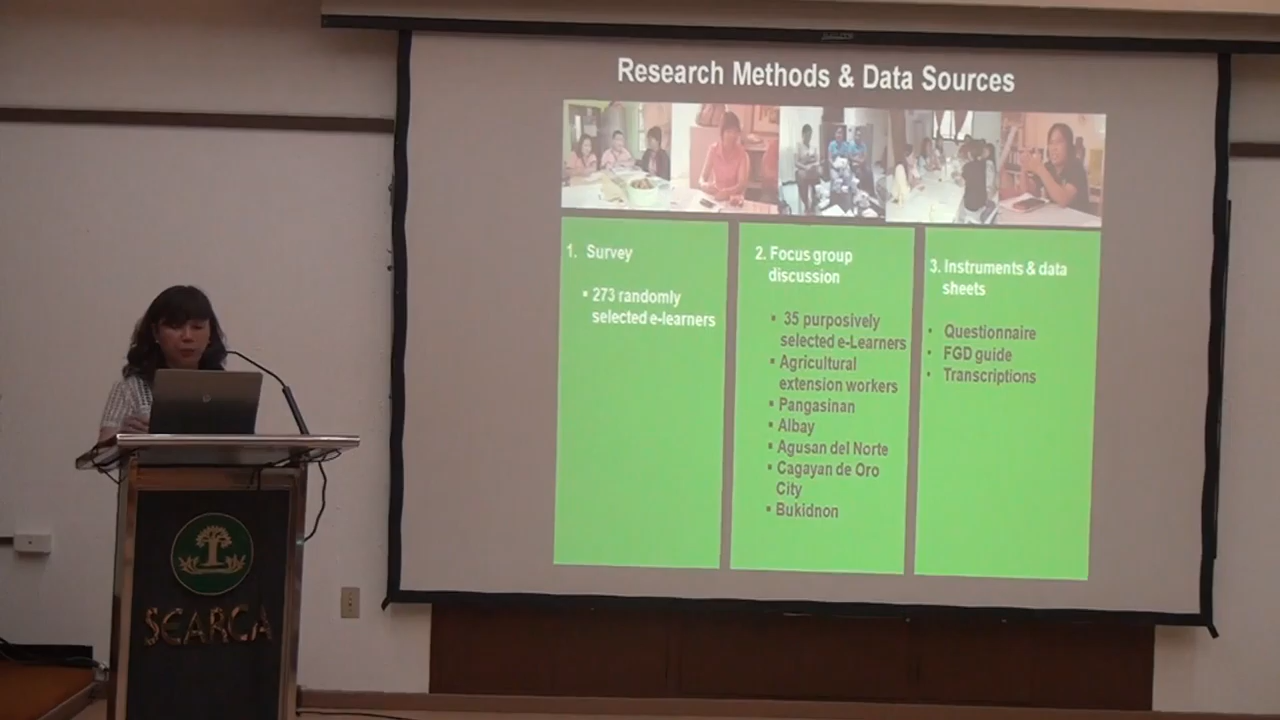 Research Methods & Data Sources
1. Survey
▪ 273 randomly
selected e-learners
2. Focus group
discussion
▪ 35 purposively
selected e-Learners
▪ Agricultural
extension workers
▪ Pangasinan
▪ Albay
▪ Agusan del Norte
▪ Cagayan de Oro
City
▪ Bukidnon
3. Instruments & data
sheets
• Questionnaire
• FGD guide
• Transcriptions
SEARCA